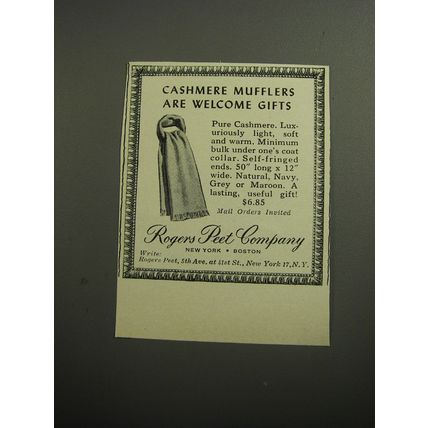 CASHMERE MUFFLERS
ARE WELCOME GIFTS
Pure Cashmere. Lux-
uriously light, soft
and warm. Minimum
bulk under one's coat
collar. Self-fringed
ends. 50" long x 12"
wide. Natural, Navy,
Grey or Maroon. A
lasting, useful gift!
$6.85
Mail Orders Invited
Rogers Peet Company
NEW YORK • BOSTON
Write:
Rogers Peet, 5th Ave. at 41st St., New York 17, N.Y.